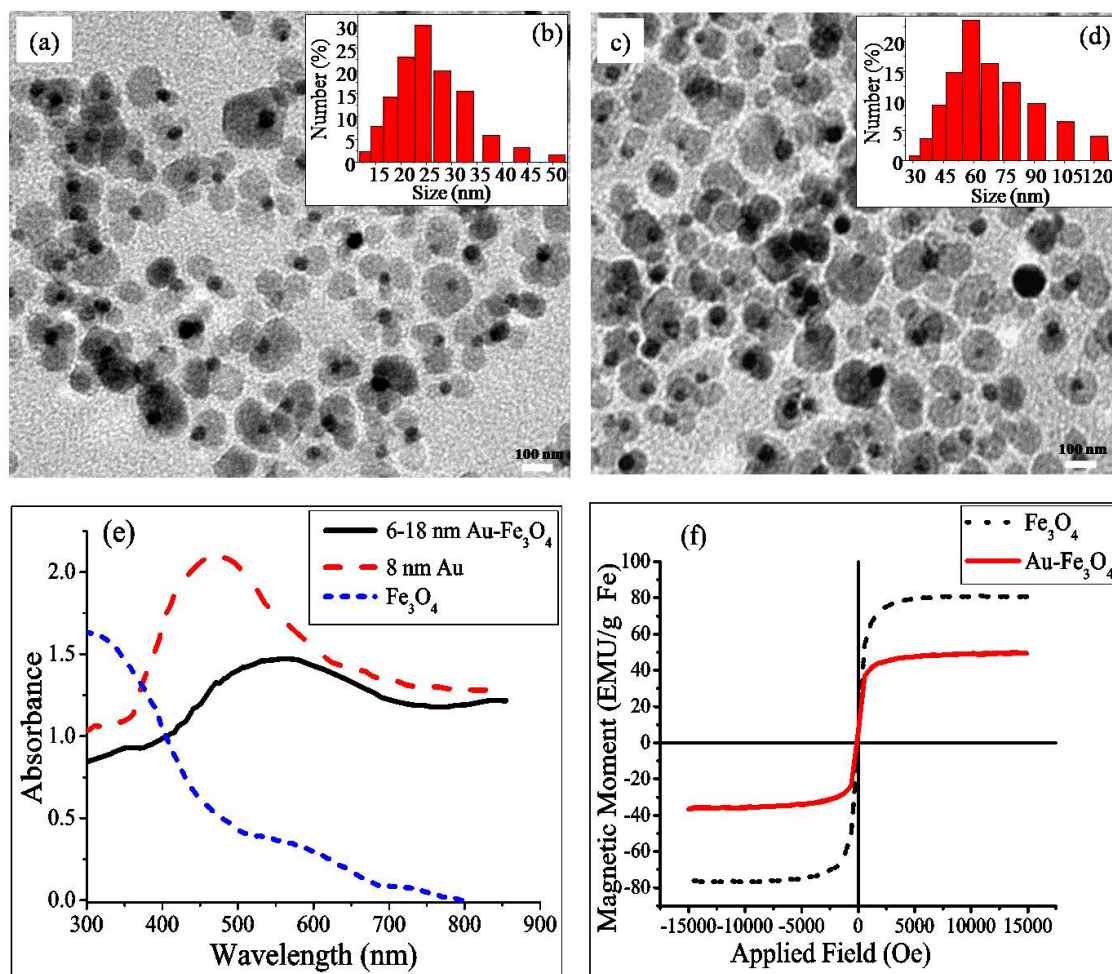 (a)
(b)
30
25
20
15
10
5
0
Number (%)
15 20 25 30 35 40 45 50
Size (nm)
100 nm
c)
(d)
20
15
10
5
0
Number (%)
30 45 60 75 90 105 120
Size (nm)
100 nm
(e)
6-18 nm Au-Fe₃O₄
8 nm Au
Fe₃O₄
2.0
1.5
1.0
0.5
0.0
Absorbance
300 400 500 600 700 800 900
Wavelength (nm)
(f)
Fe₃O₄
Au-Fe₃O₄
100
80
60
40
20
0
-20
-40
-60
-80
Magnetic Moment (EMU/g Fe)
-15000 -10000 -5000 0 5000 10000 15000
Applied Field (Oe)